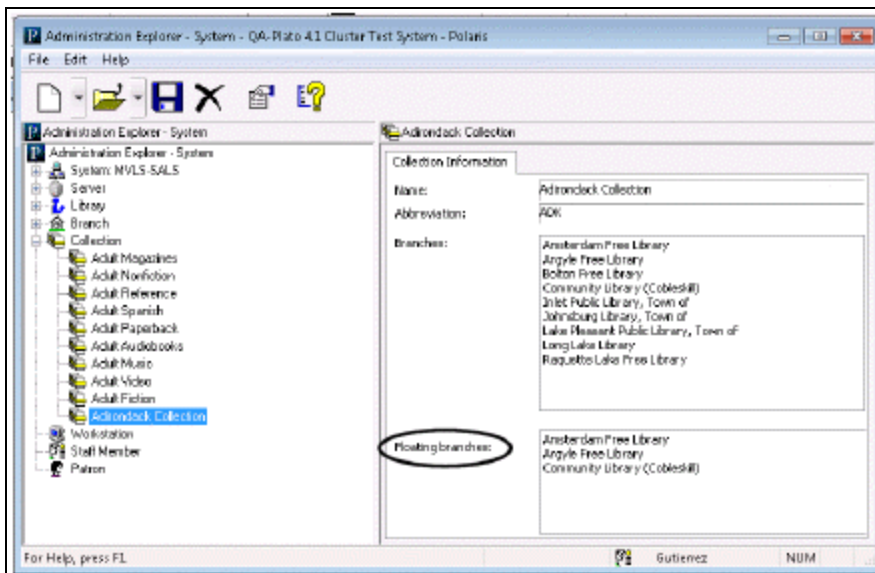 Administration Explorer - System - QA-Plato 4.1 Cluster Test System - Polaris
File Edit Help
Administration Explorer - System
Administration Explorer - System
System: MVLS-SALS
Server
Library
Branch
Collection
Adult Magazines
Adult Nonfiction
Adult Reference
Adult Spanish
Adult Paperback
Adult Audiobooks
Adult Music
Adult Video
Adult Fiction
Adirondack Collection
Workstation
Staff Member
Patron
Adirondack Collection
Collection Information
Name: Adirondack Collection
Abbreviation: ADK
Branches: Amsterdam Free Library
Argyle Free Library
Bolton Free Library
Community Library (Cobleskill)
Inlet Public Library, Town of
Johnsburg Library, Town of
Lake Pleasant Public Library, Town of
Long Lake Library
Raquette Lake Free Library
Floating branches: Amsterdam Free Library
Argyle Free Library
Community Library (Cobleskill)
For Help, press F1
Gutierrez NUM